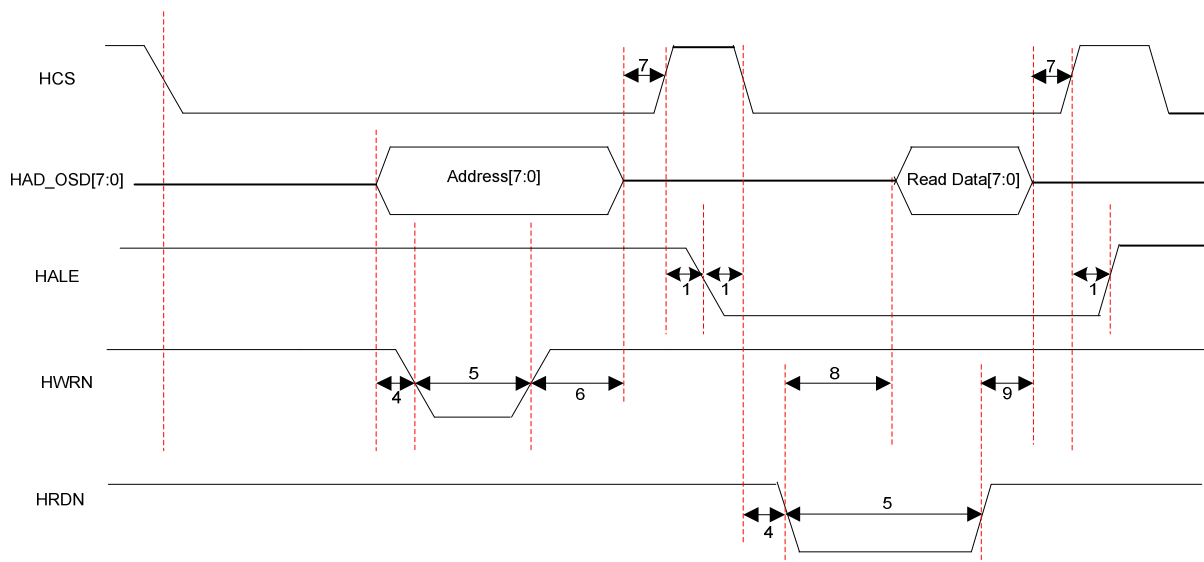 HCS
7
7
HAD_OSD[7:0]
Address[7:0]
Read Data[7:0]
HALE
1
1
1
HWRN
4
5
6
8
9
HRDN
4
5